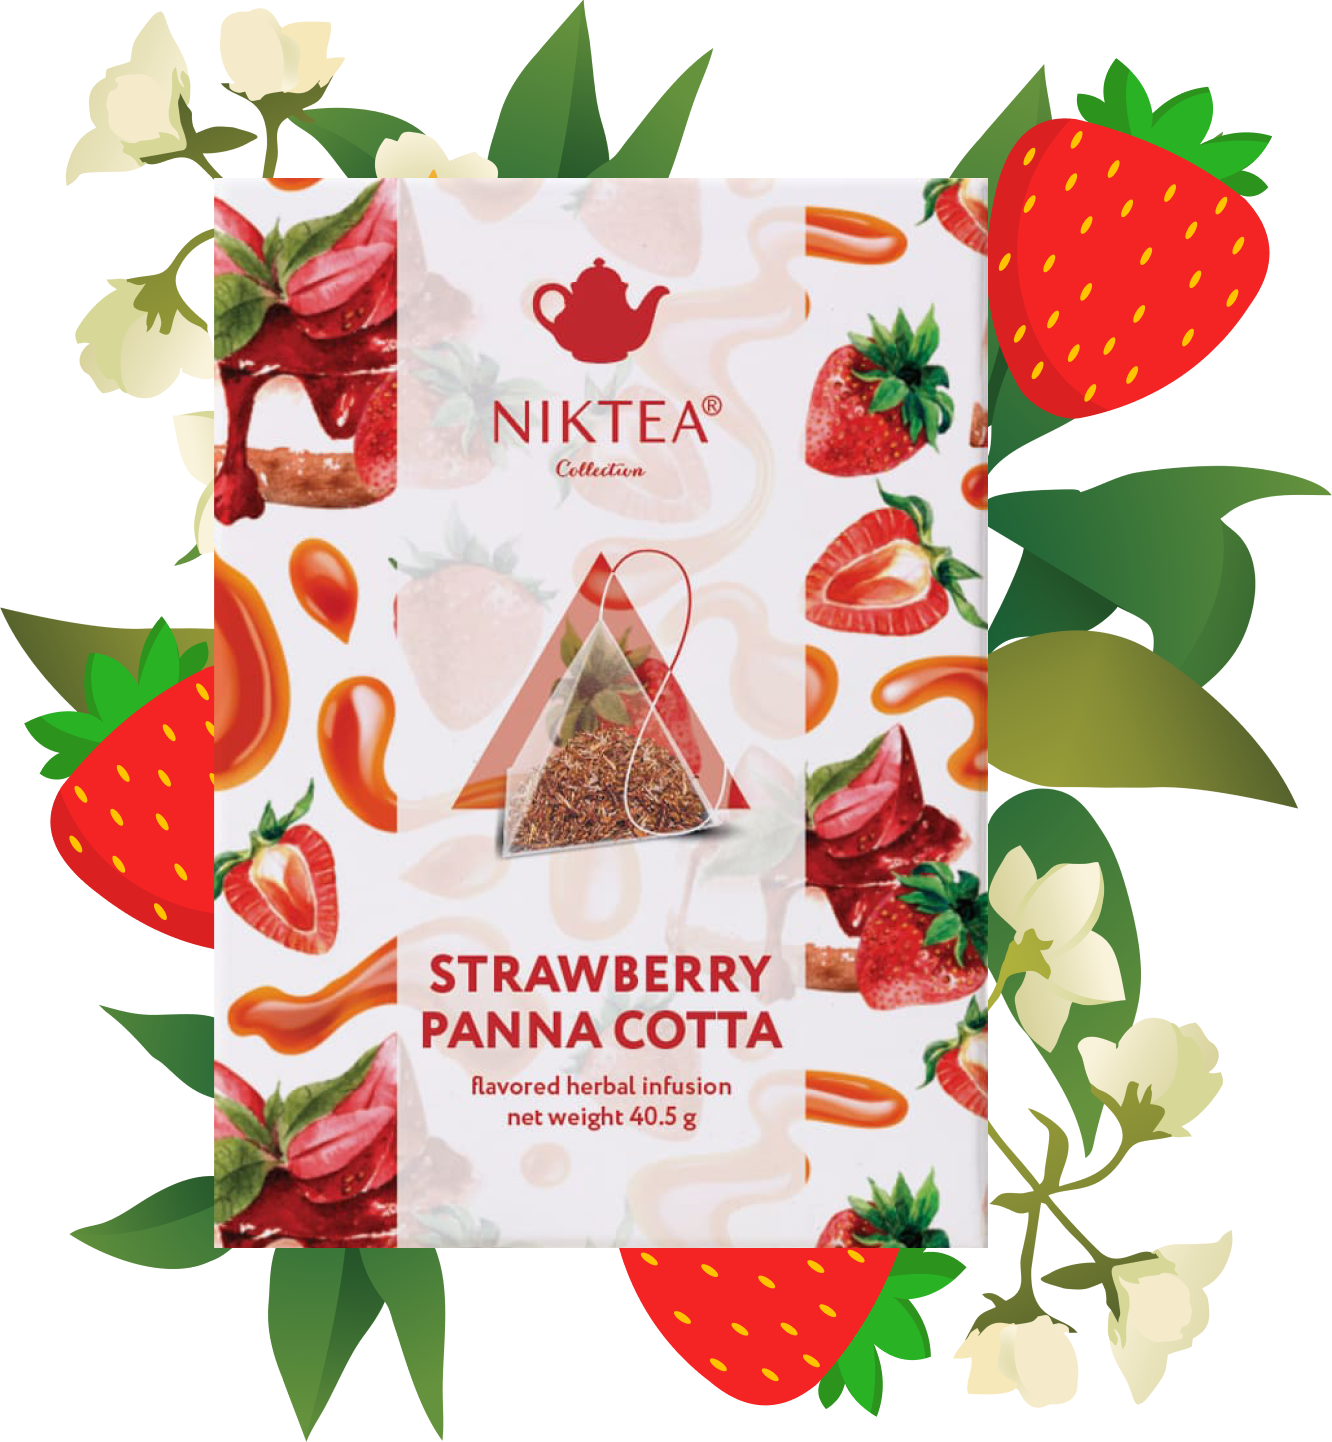 NIKTEA®
Collection
STRAWBERRY
PANNA COTTA
flavored herbal infusion
net weight 40.5 g